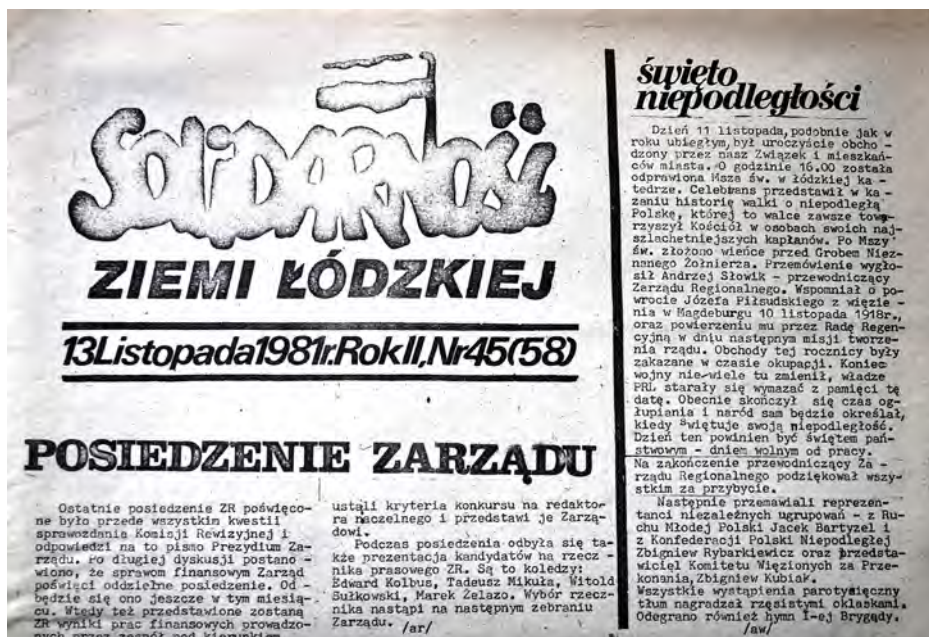 SOLIDARNOŚĆ
ZIEMI ŁÓDZKIEJ
13Listopada1981r.RokII,Nr45(58)
POSIEDZENIE ZARZĄDU
Ostatnie posiedzenie ZR poświęco-
ne było przede wszystkim kwestii
sprawozdania Komisji Rewizyjnej i
odpowiedzi na to pismo Prezydium Za-
rządu. Po długiej dyskusji postano -
wiono, że sprawom finansowym Zarząd
poświęci oddzielne posiedzenie. Od
będzie się ono jeszcze w tym miesią-
cu. Wtedy też przedstawione zostaną
ZR wyniki prac finansowych prowadzo-
nych przez zespół pod kierunkiem
ustali kryteria konkursu na redakto-
ra naczelnego i przedstawi je Zarzą-
dowi.
Podczas posiedzenia odbyła się ta-
kże prezentacja kandydatów na rzecz -
nika prasowego ZR. Są to koledzy:
Edward Kolbus, Tadeusz Mikuła, Witold
Sułkowski, Marek Żelazo. Wybór rzecz-
nika nastąpi na następnym zebraniu
Zarządu. /ar/
święto
niepodległości
Dzień 11 listopada,podobnie jak w
roku ubiegłym,był uroczyście obcho -
dzony przez nasz Związek i mieszkań-
ców miasta. O godzinie 16.00 została
odprawiona Msza św. w łódzkiej ka -
tedrze. Celebrans przedstawił w ka -
zaniu historię walki o niepodległą
Polskę, której to walce zawsze towa-
rzyszył Kościół w osobach swoich naj-
szlachetniejszych kapłanów. Po Mszy
św. złożono wieńce przed Grobem Niez-
nanego Żołnierza. Przemówienie wygło-
sił Andrzej Słowik - przewodniczący
Zarządu Regionalnego. Wspomniał o po-
wrocie Józefa Piłsudskiego z więzie -
nia w Magdeburgu 10 listopada 1918r.,
oraz powierzeniu mu przez Radę Regen-
cyjną w dniu następnym misji tworze-
nia rządu. Obchody tej rocznicy były
zakazane w czasie okupacji. Koniec
wojny nie-wiele tu zmienił, władze
PRL starały się wymazać z pamięci tę
datę. Obecnie skończył się czas og-
łupiania i naród sam będzie określał,
kiedy świętuje swoją niepodległość.
Dzień ten powinien być świętem pań-
stwowym - dniem wolnym od pracy.
Na zakończenie przewodniczący Za -
rządu Regionalnego podziękował wszy-
stkim za przybycie.
Następnie przemawiali reprezen-
tanci niezależnych ugrupowań - z Ru-
chu Młodej Polski Jacek Bartyzel i
z Konfederacji Polski Niepodległej
Zbigniew Rybarkiewicz oraz przedsta-
wicięl Komitetu Więzionych za Prze-
konania,Zbigniew Kubiak.
Wszystkie wystąpienia parotysięczny
tłum nagradzał rzęsistymi oklaskami.
Odegrano również hymn I-ej Brygady.
/aw/